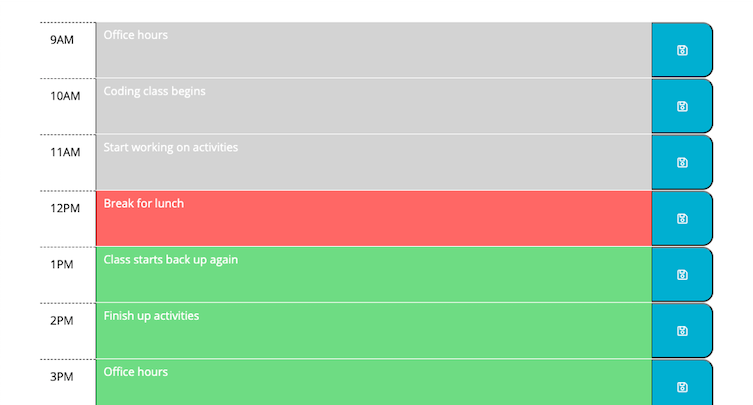 9AM Office hours
10AM Coding class begins
11AM Start working on activities
12PM Break for lunch
1PM Class starts back up again
2PM Finish up activities
3PM Office hours